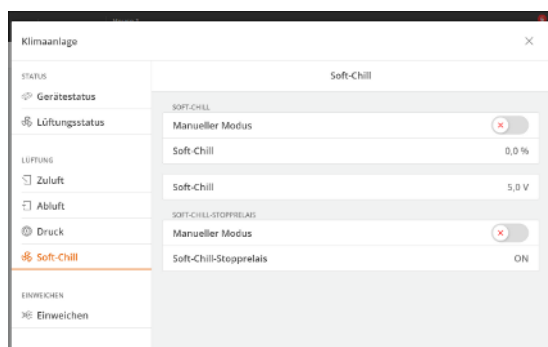 Klimaanlage
STATUS
Gerätestatus
Lüftungsstatus
LÜFTUNG
Zuluft
Abluft
Druck
Soft-Chill
EINWEICHEN
Einweichen
Soft-Chill
SOFT-CHILL
Manueller Modus
Soft-Chill 0,0 %
Soft-Chill 5,0 V
SOFT-CHILL-STOPPRELAIS
Manueller Modus
Soft-Chill-Stopprelais ON